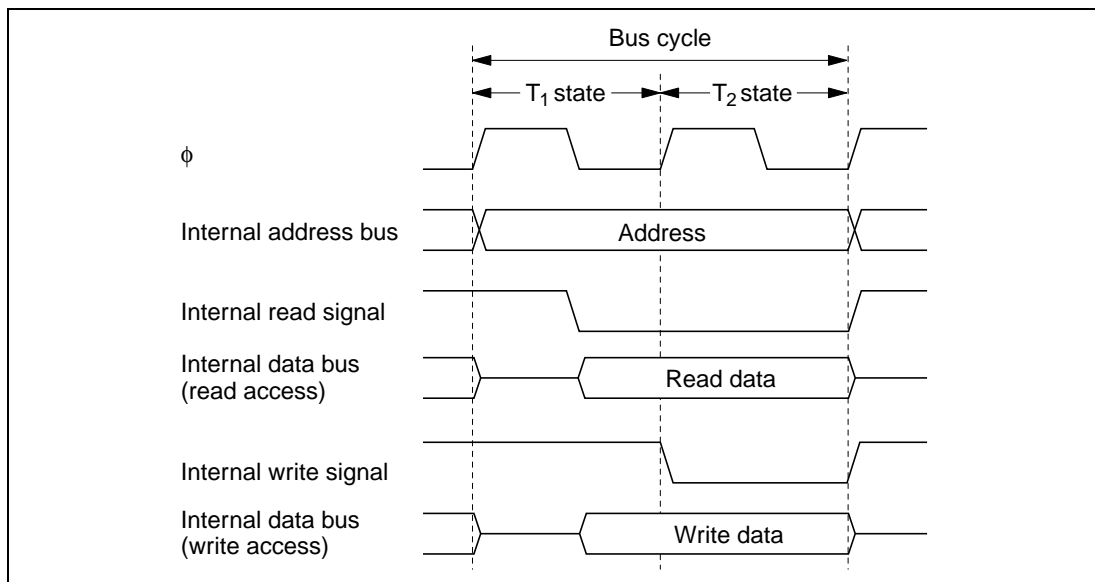 Bus cycle
T1 state
T2 state
ϕ
Internal address bus
Address
Internal read signal
Internal data bus
(read access)
Read data
Internal write signal
Internal data bus
(write access)
Write data